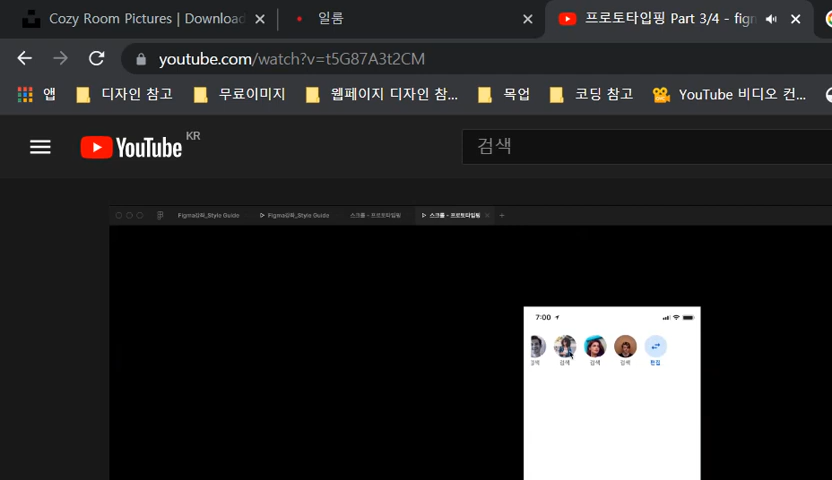 Cozy Room Pictures | Download
일룸
프로토타입핑 Part 3/4 - figm
youtube.com/watch?v=t5G87A3t2CM
앱
디자인 참고
무료이미지
웹페이지 디자인 참...
목업
코딩 참고
YouTube 비디오 컨...
YouTube KR
검색
Figma강좌_Style Guide
Figma강좌_Style Guide
스크롤 - 프로토타입핑
스크롤 - 프로토타입핑
7:00
검색
검색
검색
편집